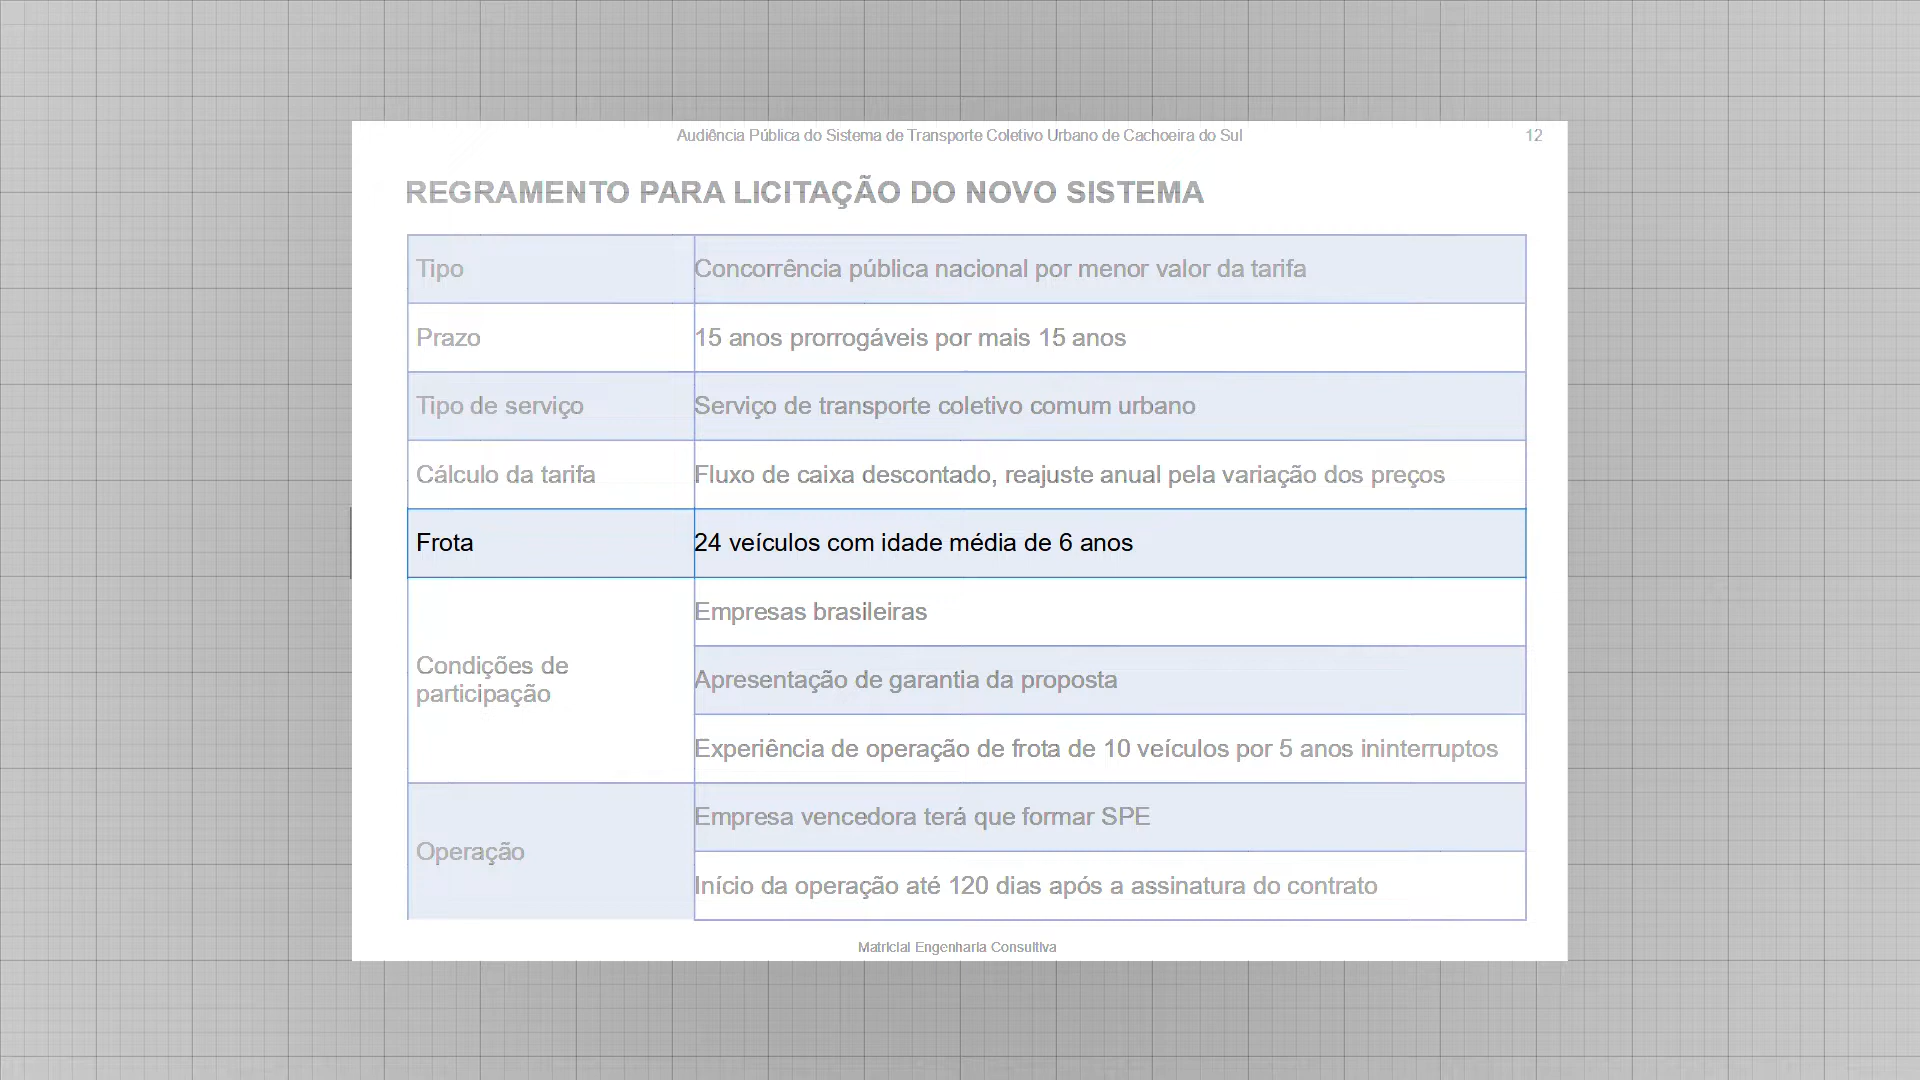 Audiência Pública do Sistema de Transporte Coletivo Urbano de Cachoeira do Sul
12
REGRAMENTO PARA LICITAÇÃO DO NOVO SISTEMA
Tipo
Concorrência pública nacional por menor valor da tarifa
Prazo
15 anos prorrogáveis por mais 15 anos
Tipo de serviço
Serviço de transporte coletivo comum urbano
Cálculo da tarifa
Fluxo de caixa descontado, reajuste anual pela variação dos preços
Frota
24 veículos com idade média de 6 anos
Condições de
participação
Empresas brasileiras
Apresentação de garantia da proposta
Experiência de operação de frota de 10 veículos por 5 anos ininterruptos
Operação
Empresa vencedora terá que formar SPE
Início da operação até 120 dias após a assinatura do contrato
Matricial Engenharia Consultiva